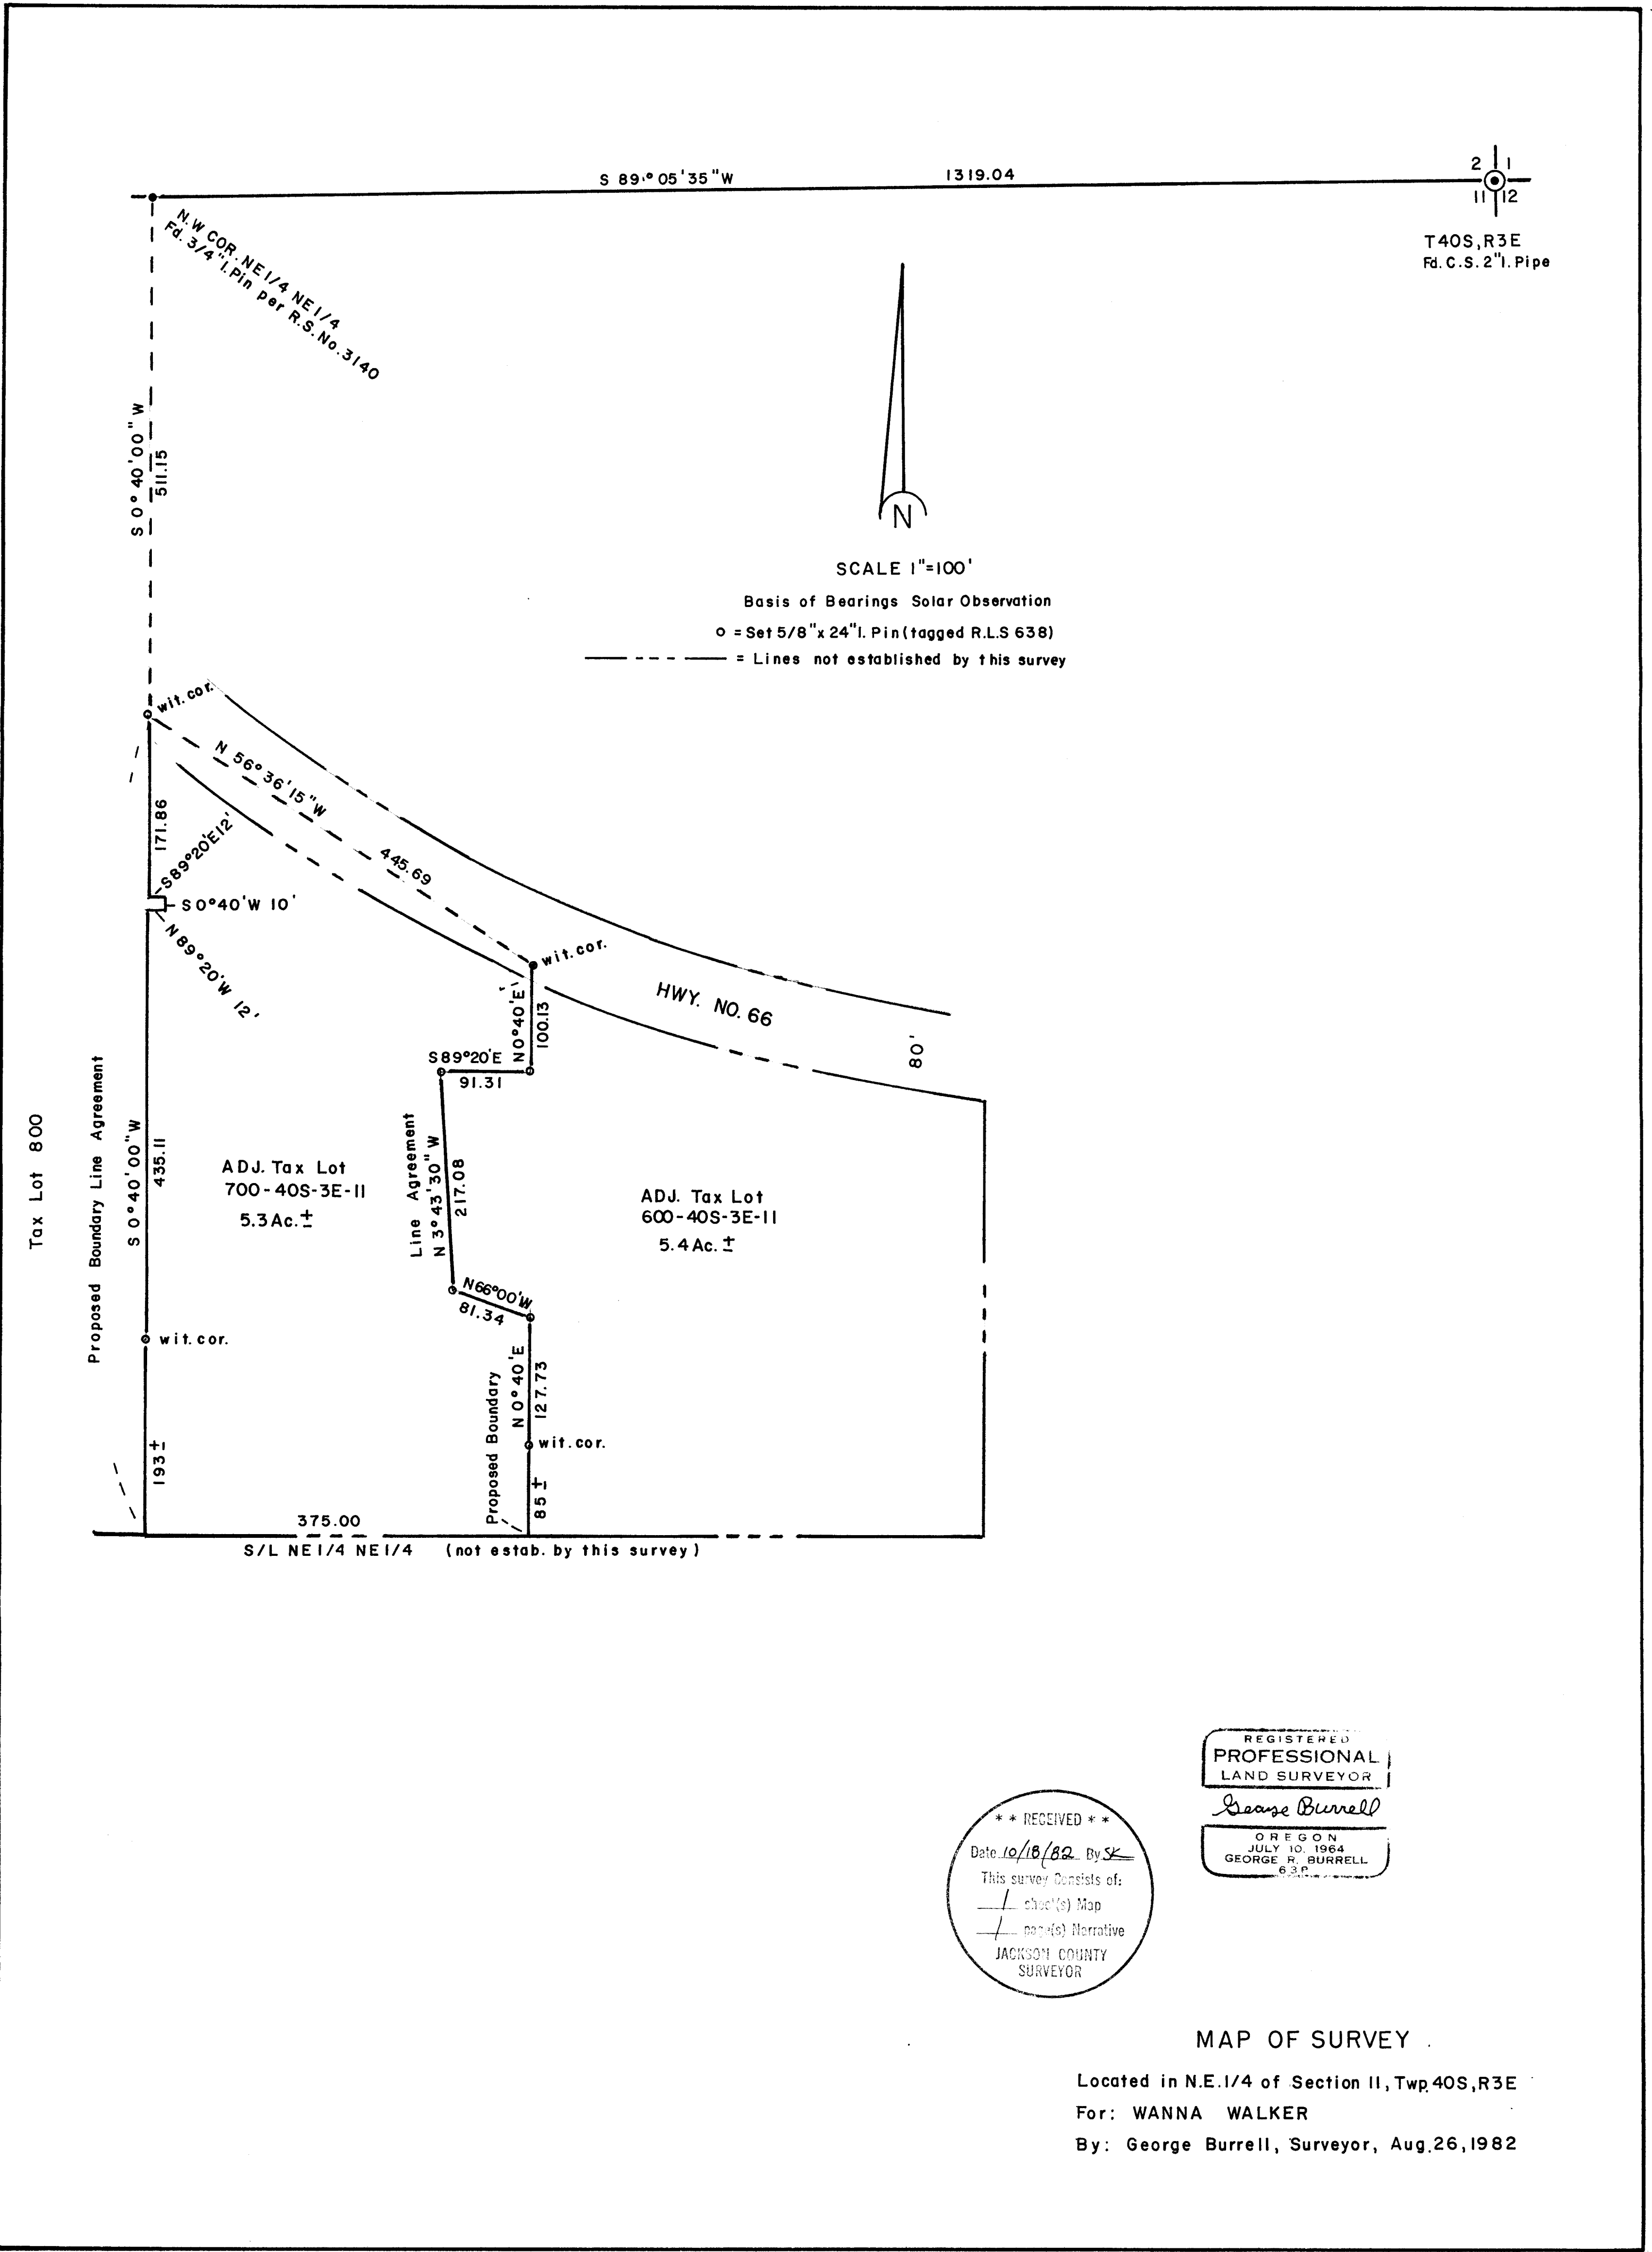 S 89° 05'35"W 1319.04
2 1
11 12
T40S,R3E
Fd. C.S. 2"I. Pipe
N.W COR. NE 1/4 NE 1/4
Fd. 3/4"I.Pin per R.S. No. 3140
S 0° 40'00" W
511.15
N
SCALE 1"=100'
Basis of Bearings Solar Observation
o = Set 5/8"x 24"I. Pin (tagged R.L.S 638)
= Lines not established by this survey
wit.cor.
N 56° 36'15"W
445.69
171.86
S89°20'E12'
S0°40'W 10'
N 89°20'W 12'
wit.cor.
HWY. NO. 66
80'
N0°40'E
100.13
S89°20'E
91.31
Tax Lot 800
Proposed Boundary Line Agreement
S 0°40'00"W
435.11
ADJ. Tax Lot
700-40S-3E-11
5.3 Ac.±
Line Agreement
N 3°43'30" W
217.08
ADJ. Tax Lot
600-40S-3E-11
5.4 Ac.±
N66°00'W
81.34
wit.cor.
Proposed Boundary
N 0°40'E
127.73
wit.cor.
193±
85±
375.00
S/L NE 1/4 NE 1/4 (not estab. by this survey)
REGISTERED
PROFESSIONAL
LAND SURVEYOR
George Burrell
OREGON
JULY 10, 1964
GEORGE R. BURRELL
* * RECEIVED * *
Date 10/18/82 By SK
This survey Consists of:
1 sheet(s) Map
1 page(s) Narrative
JACKSON COUNTY
SURVEYOR
MAP OF SURVEY
Located in N.E.1/4 of Section 11, Twp.40S,R3E
For: WANNA WALKER
By: George Burrell, Surveyor, Aug.26,1982